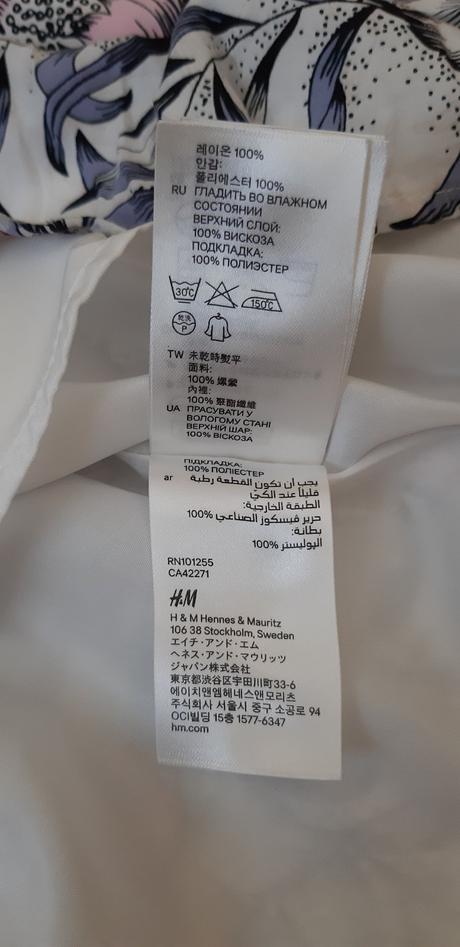 레이온 100%
안감:
폴리에스터 100%
RU ГЛАДИТЬ ВО ВЛАЖНОМ
СОСТОЯНИИ
ВЕРХНИЙ СЛОЙ:
100% ВИСКОЗА
ПОДКЛАДКА:
100% ПОЛИЭСТЕР
30°C 150°C
乾洗
P
TW 未乾時熨平
面料:
100% 嫘縈
內裡:
100% 聚酯纖維
UA ПРАСУВАТИ У
ВОЛОГОМУ СТАНІ
ВЕРХНІЙ ШАР:
100% ВІСКОЗА
ПІДКЛАДКА:
100% ПОЛІЕСТЕР
ar يجب أن تكون القطعة رطبة
قليلاً عند الكيّ
الطبقة الخارجية:
حرير فيسكوز الصناعي 100%
بطانة:
البوليستر 100%
RN101255
CA42271
H&M
H & M Hennes & Mauritz
106 38 Stockholm, Sweden
エイチ・アンド・エム
ヘネス・アンド・マウリッツ
ジャパン株式会社
東京都渋谷区宇田川町33-6
에이치앤엠헤네스앤모리츠
주식회사 서울시 중구 소공로 94
OCI빌딩 15층 1577-6347
hm.com